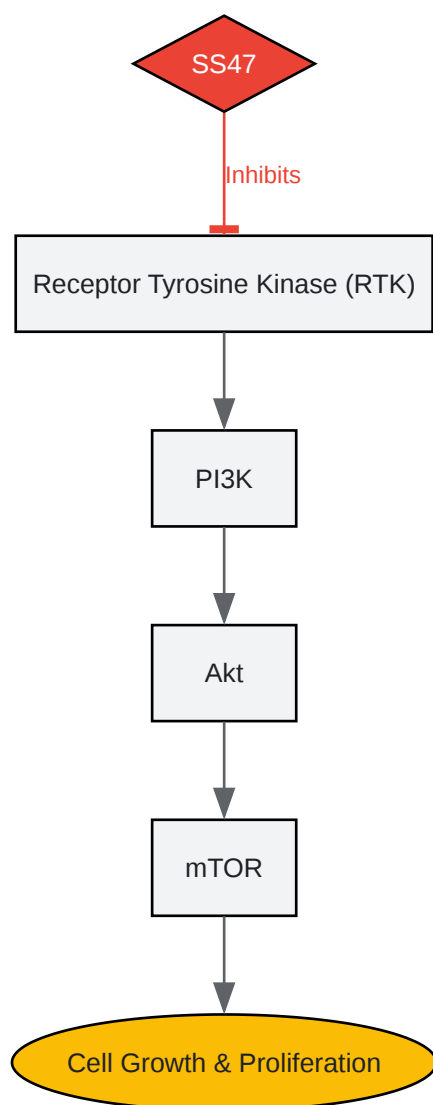 SS47
Inhibits
Receptor Tyrosine Kinase (RTK)
PI3K
Akt
mTOR
Cell Growth & Proliferation